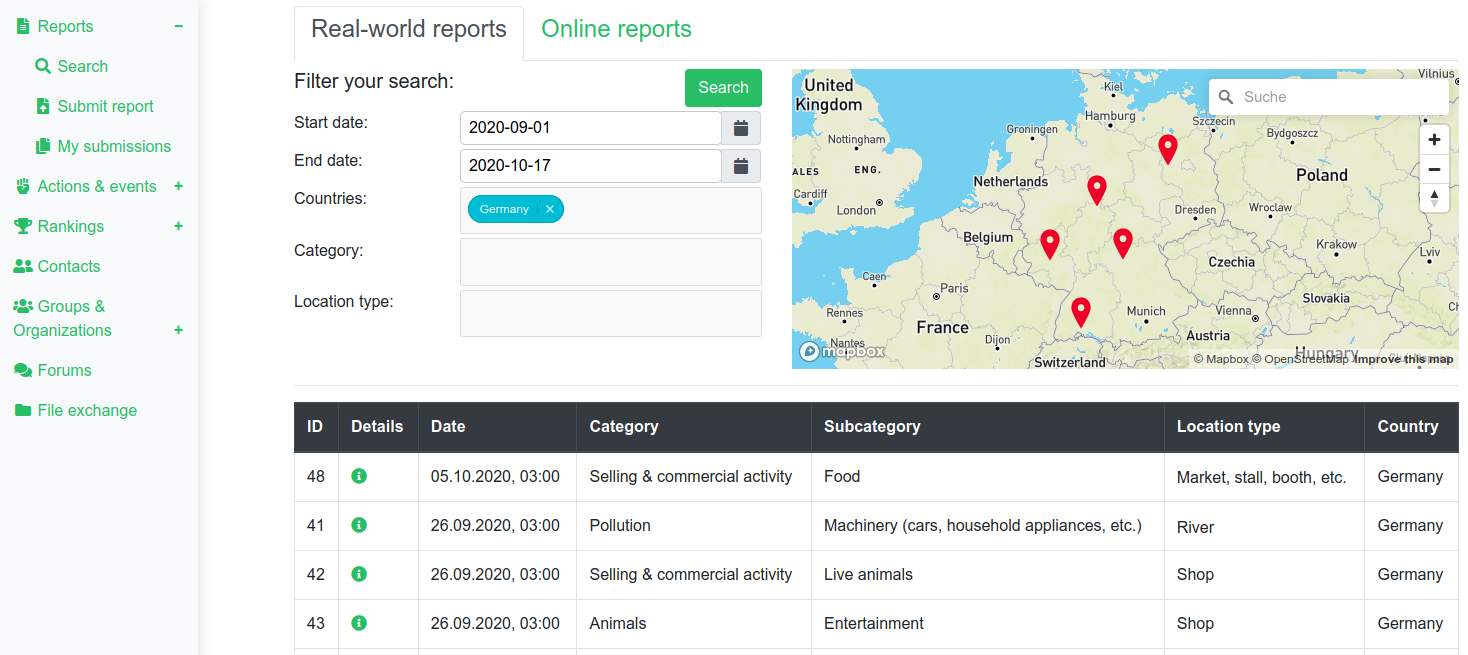 Reports
Search
Submit report
My submissions
Actions & events
Rankings
Contacts
Groups &
Organizations
Forums
File exchange
Real-world reports
Online reports
Filter your search:
Search
Start date:
2020-09-01
End date:
2020-10-17
Countries:
Germany ×
Category:
Location type:
Suche
United
Kingdom
Nottingham
ALES
ENG.
Cardiff
London
Kiel
Hamburg
Groningen
Netherlands
Szczecin
Bydgoszcz
Vilnius
Poland
Belgium
Dresden
Wroclaw
Krakow
Lviv
Czechia
Caen
Paris
Slovakia
Rennes
France
Munich
Vienna
Austria
Nantes
Dijon
Switzerland
Hungary
mapbox
© Mapbox © OpenStreetMap Improve this map
ID Details Date Category Subcategory Location type Country
48 05.10.2020, 03:00 Selling & commercial activity Food Market, stall, booth, etc. Germany
41 26.09.2020, 03:00 Pollution Machinery (cars, household appliances, etc.) River Germany
42 26.09.2020, 03:00 Selling & commercial activity Live animals Shop Germany
43 26.09.2020, 03:00 Animals Entertainment Shop Germany